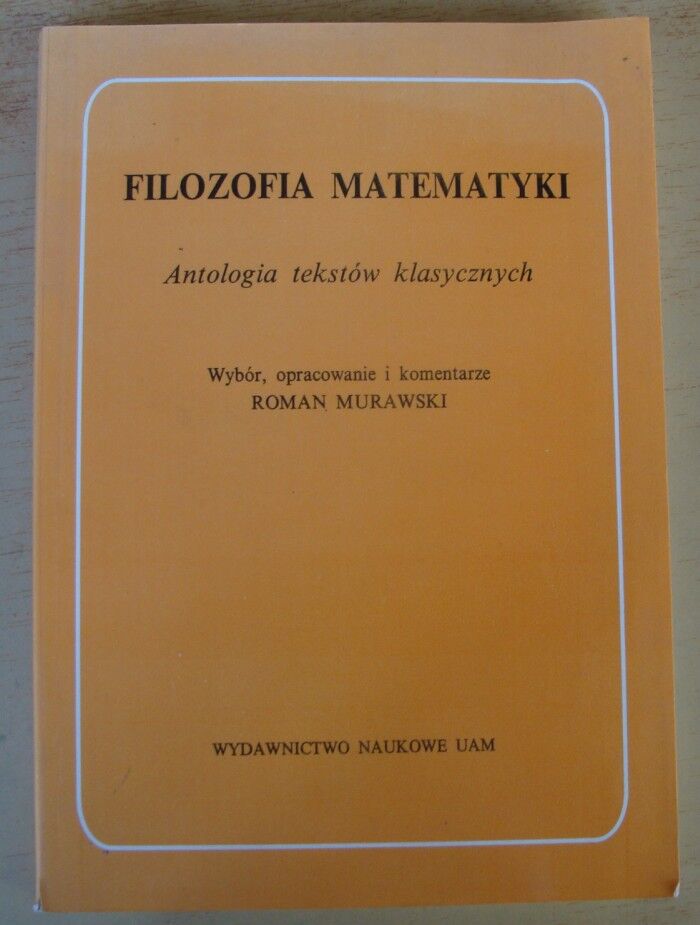 FILOZOFIA MATEMATYKI
Antologia tekstów klasycznych
Wybór, opracowanie i komentarze
ROMAN MURAWSKI
WYDAWNICTWO NAUKOWE UAM